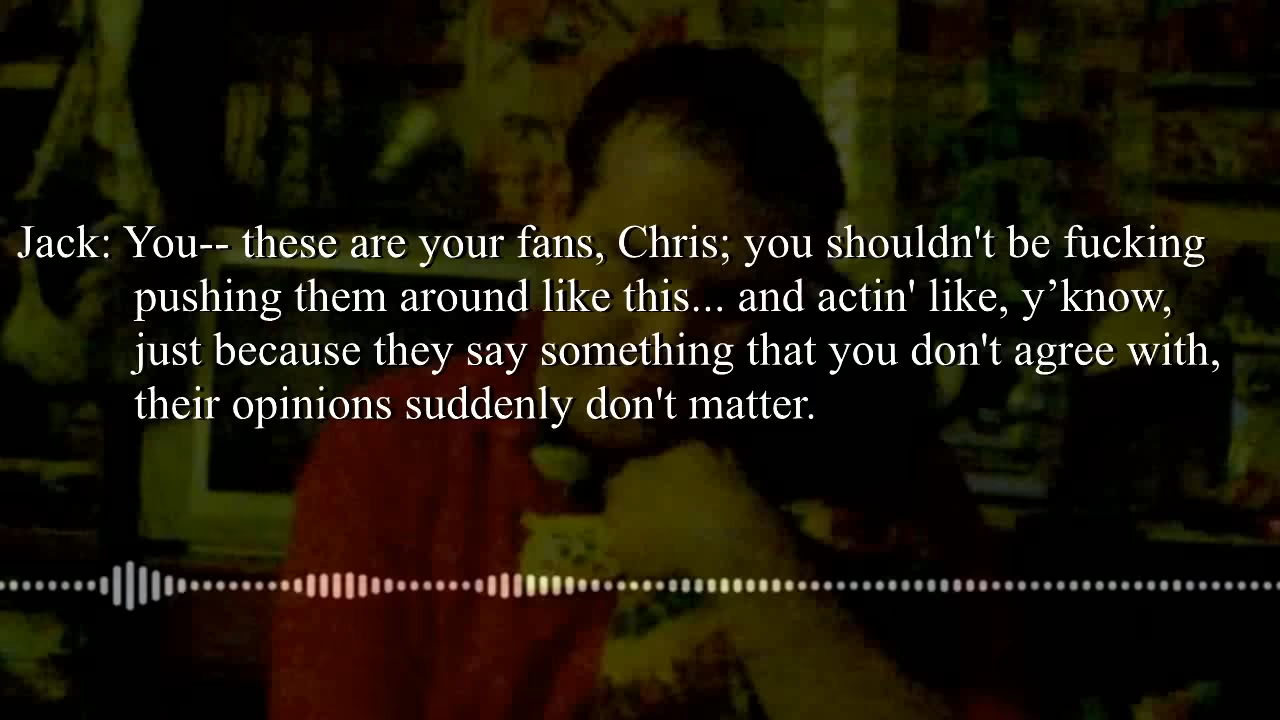 Jack: You-- these are your fans, Chris; you shouldn't be fucking
pushing them around like this... and actin' like, y’know,
just because they say something that you don't agree with,
their opinions suddenly don't matter.